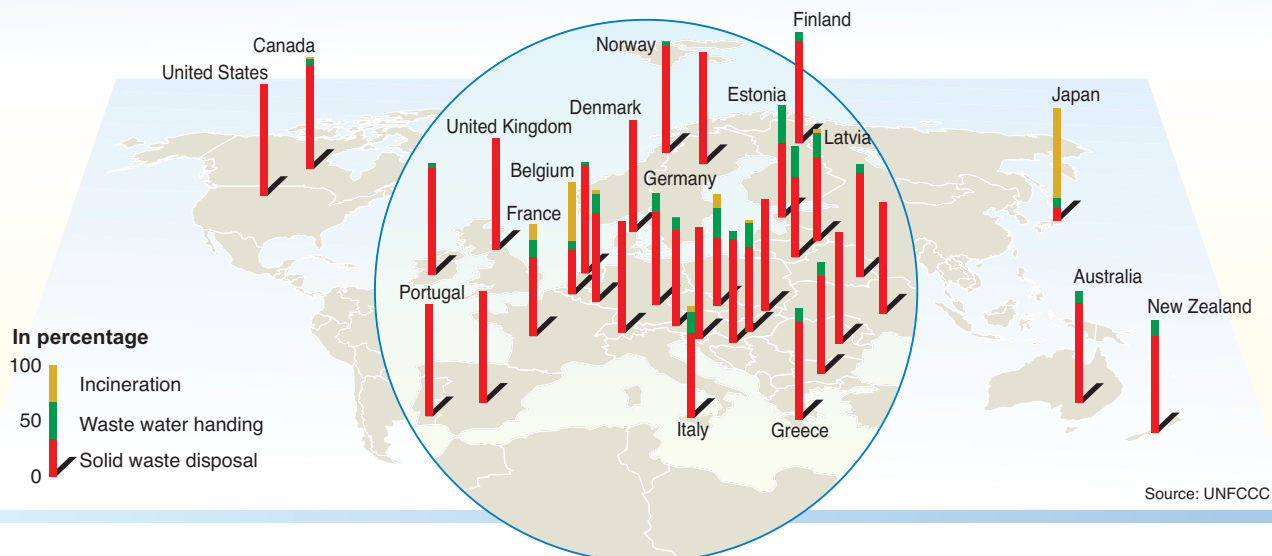 Finland
Canada
Norway
United States
Estonia
Japan
Denmark
United Kingdom
Latvia
Belgium
Germany
France
Australia
Portugal
New Zealand
In percentage
100
Incineration
50
Waste water handing
Italy
Greece
Solid waste disposal
0
Source: UNFCCC